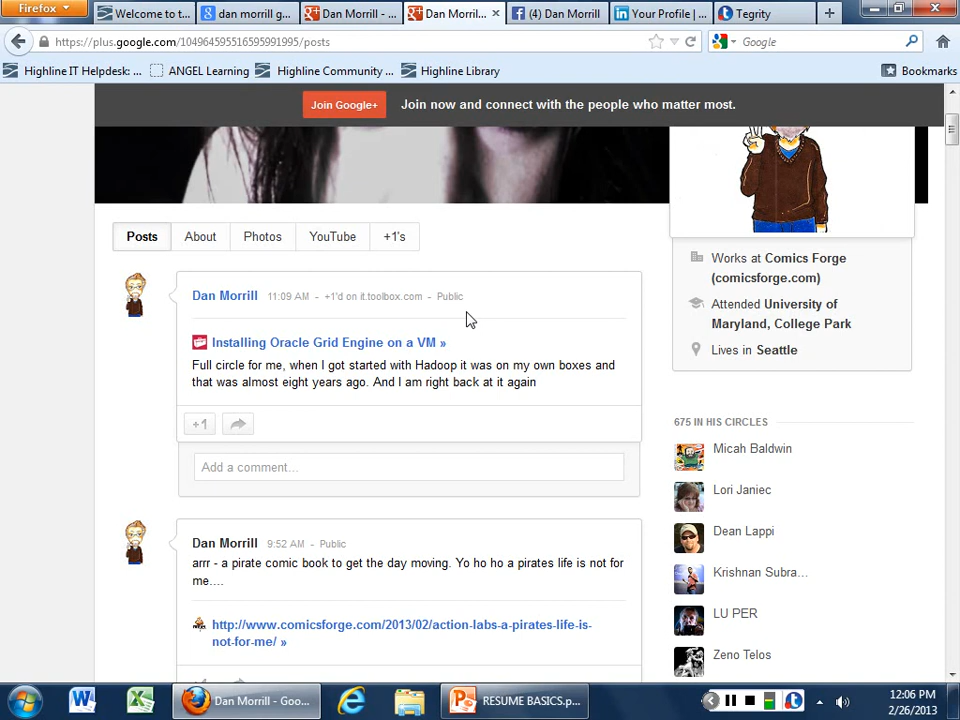 Firefox
Welcome to t...
dan morrill g...
Dan Morrill - ...
Dan Morril...
(4) Dan Morrill
Your Profile | ...
Tegrity
https://plus.google.com/104964595516595991995/posts
Google
Highline IT Helpdesk: ...
ANGEL Learning
Highline Community ...
Highline Library
Bookmarks
Join Google+
Join now and connect with the people who matter most.
Posts
About
Photos
YouTube
+1's
Dan Morrill 11:09 AM - +1'd on it.toolbox.com - Public
Installing Oracle Grid Engine on a VM »
Full circle for me, when I got started with Hadoop it was on my own boxes and
that was almost eight years ago. And I am right back at it again
+1
Add a comment...
Dan Morrill 9:52 AM - Public
arrr - a pirate comic book to get the day moving. Yo ho ho a pirates life is not for
me....
http://www.comicsforge.com/2013/02/action-labs-a-pirates-life-is-
not-for-me/ »
Works at Comics Forge
(comicsforge.com)
Attended University of
Maryland, College Park
Lives in Seattle
675 IN HIS CIRCLES
Micah Baldwin
Lori Janiec
Dean Lappi
Krishnan Subra...
LU PER
Zeno Telos
Dan Morrill - Goo...
RESUME BASICS.p...
12:06 PM
2/26/2013